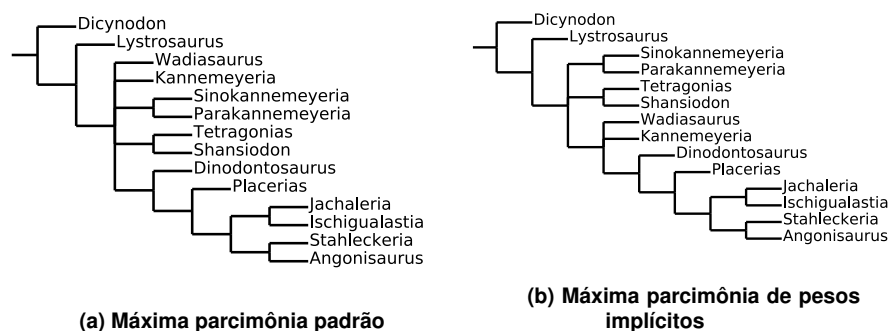 Dicynodon
Lystrosaurus
Wadiasaurus
Kannemeyeria
Sinokannemeyeria
Parakannemeyeria
Tetragonias
Shansiodon
Dinodontosaurus
Placerias
Jachaleria
Ischigualastia
Stahleckeria
Angonisaurus
(a) Máxima parcimônia padrão
Dicynodon
Lystrosaurus
Sinokannemeyeria
Parakannemeyeria
Tetragonias
Shansiodon
Wadiasaurus
Kannemeyeria
Dinodontosaurus
Placerias
Jachaleria
Ischigualastia
Stahleckeria
Angonisaurus
(b) Máxima parcimônia de pesos
implícitos